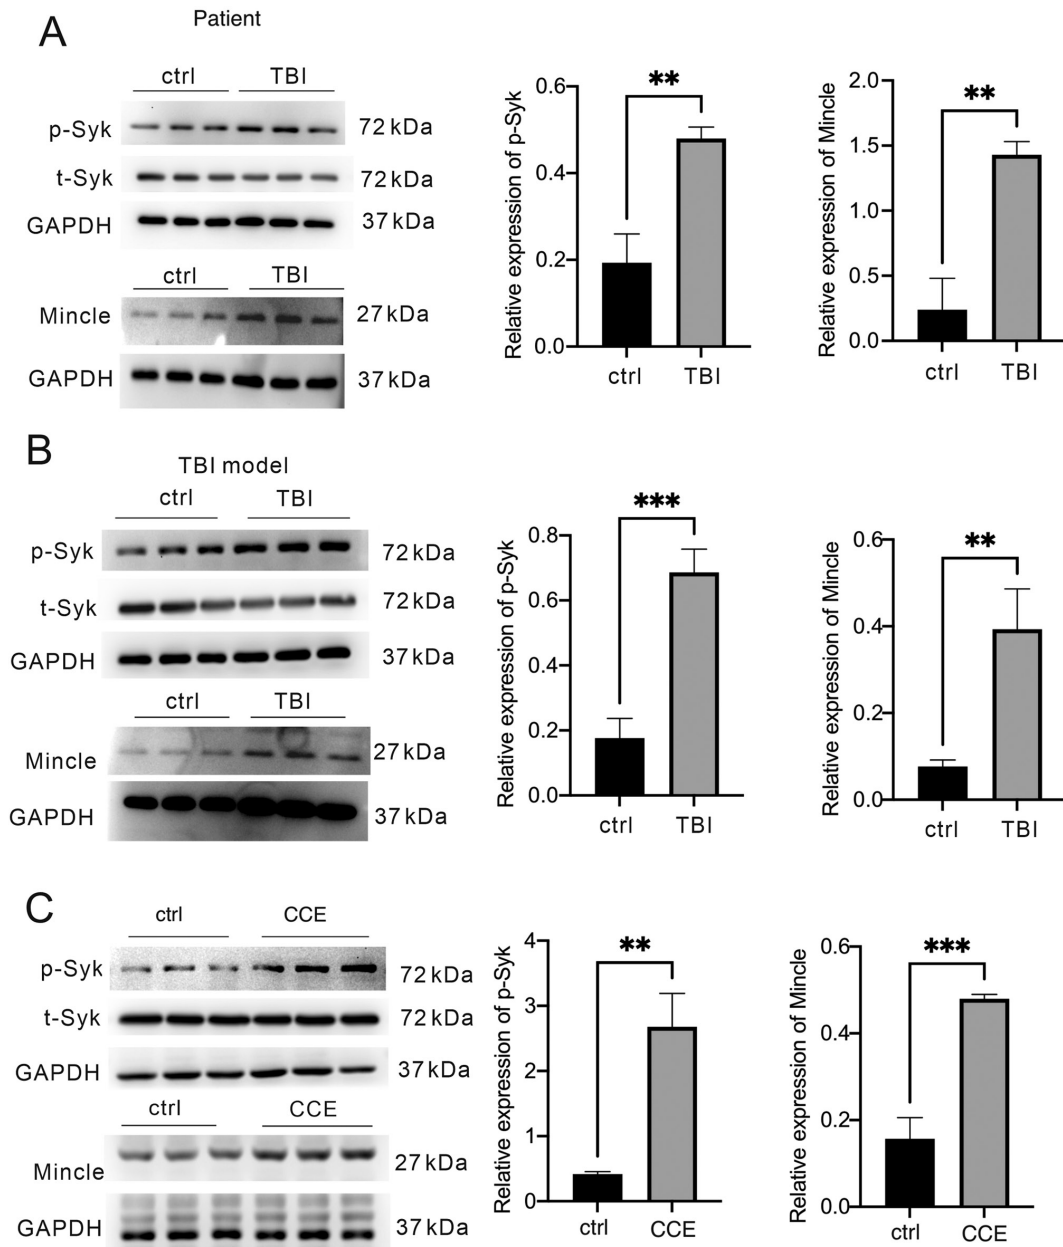 A
Patient
ctrl TBI
p-Syk 72 kDa
t-Syk 72 kDa
GAPDH 37 kDa
ctrl TBI
Mincle 27 kDa
GAPDH 37 kDa
Relative expression of p-Syk
0.6
0.4
0.2
0.0
**
ctrl TBI
Relative expression of Mincle
2.0
1.5
1.0
0.5
0.0
**
ctrl TBI
B
TBI model
ctrl TBI
p-Syk 72 kDa
t-Syk 72 kDa
GAPDH 37 kDa
ctrl TBI
Mincle 27 kDa
GAPDH 37 kDa
Relative expression of p-Syk
0.8
0.6
0.4
0.2
0.0
***
ctrl TBI
Relative expression of Mincle
0.6
0.4
0.2
0.0
**
ctrl TBI
C
ctrl CCE
p-Syk 72 kDa
t-Syk 72 kDa
GAPDH 37 kDa
ctrl CCE
Mincle 27 kDa
GAPDH 37 kDa
Relative expression of p-Syk
4
3
2
1
0
**
ctrl CCE
Relative expression of Mincle
0.6
0.4
0.2
0.0
***
ctrl CCE